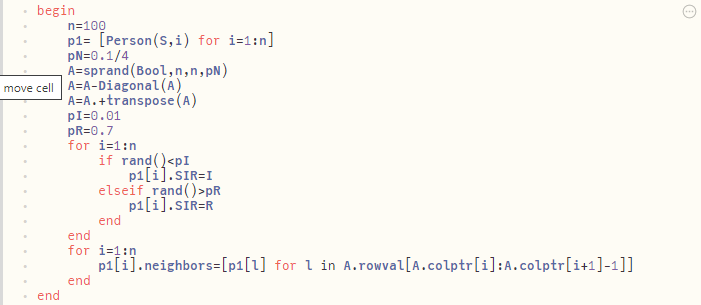 begin
n=100
p1= [Person(S,i) for i=1:n]
pN=0.1/4
A=sprand(Bool,n,n,pN)
move cell
A=A-Diagonal(A)
A=A.+transpose(A)
pI=0.01
pR=0.7
for i=1:n
if rand()<pI
p1[i].SIR=I
elseif rand()>pR
p1[i].SIR=R
end
end
for i=1:n
p1[i].neighbors=[p1[l] for l in A.rowval[A.colptr[i]:A.colptr[i+1]-1]]
end
end